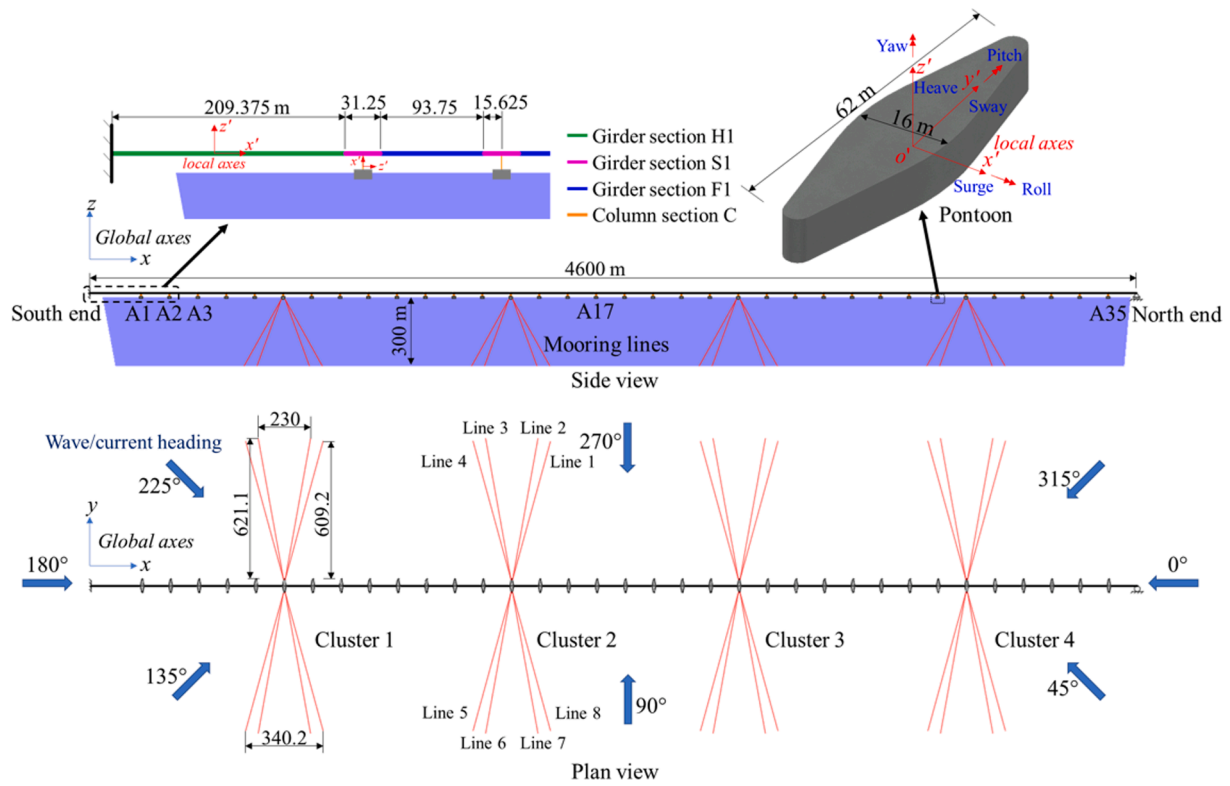 209.375 m
31.25
93.75
15.625
z'
x'
local axes
x'
z'
Girder section H1
Girder section S1
Girder section F1
Column section C
Yaw
z'
Heave
y'
Pitch
Sway
62 m
16 m
o'
local axes
x'
Surge
Roll
Pontoon
z
Global axes
x
4600 m
South end
A1 A2 A3
300 m
A17
A35
North end
Mooring lines
Side view
Wave/current heading
230
Line 3
Line 2
270°
Line 4
Line 1
225°
315°
621.1
609.2
y
Global axes
x
180°
0°
Cluster 1
Cluster 2
Cluster 3
Cluster 4
135°
45°
Line 5
Line 8
90°
340.2
Line 6
Line 7
Plan view